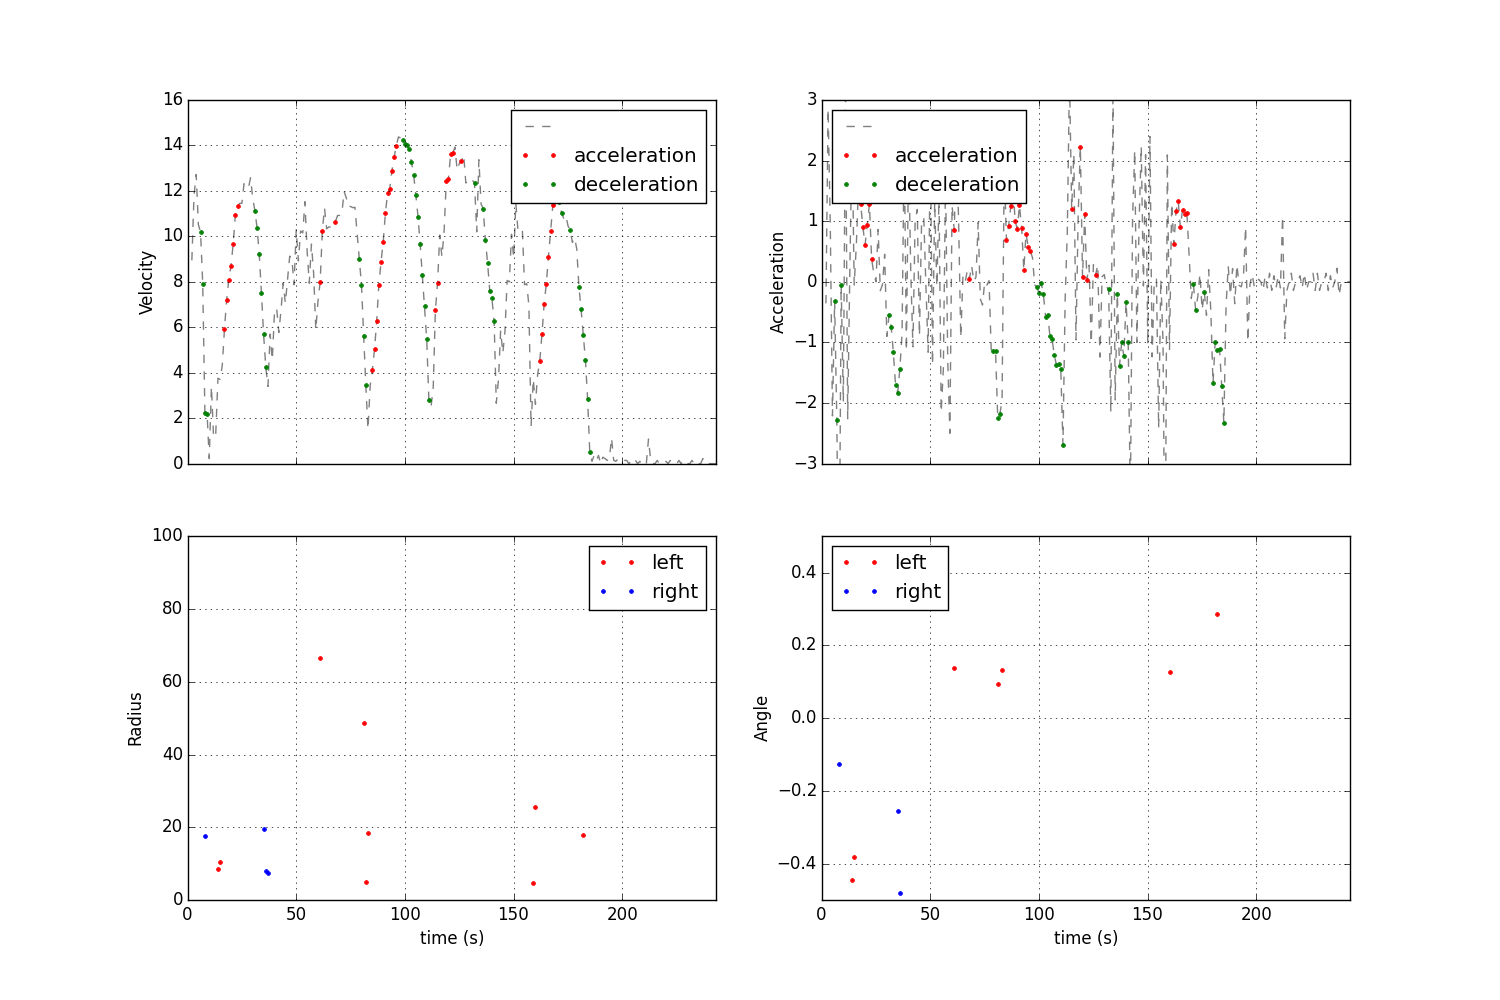 16
14
12
10
8
6
4
2
0
Velocity
acceleration
deceleration
3
2
1
0
−1
−2
−3
Acceleration
acceleration
deceleration
100
80
60
40
20
0
Radius
left
right
0 50 100 150 200
time (s)
0.4
0.2
0.0
−0.2
−0.4
Angle
left
right
0 50 100 150 200
time (s)